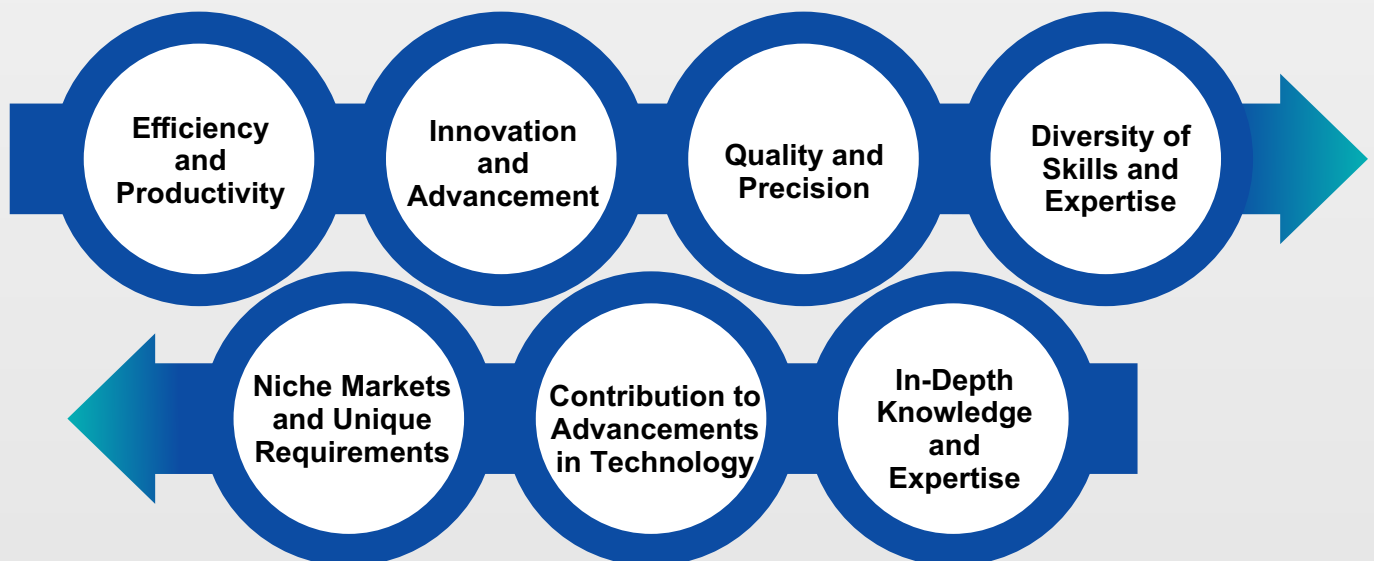 Efficiency
and
Productivity
Innovation
and
Advancement
Quality and
Precision
Diversity of
Skills and
Expertise
Niche Markets
and Unique
Requirements
Contribution to
Advancements
in Technology
In-Depth
Knowledge
and
Expertise